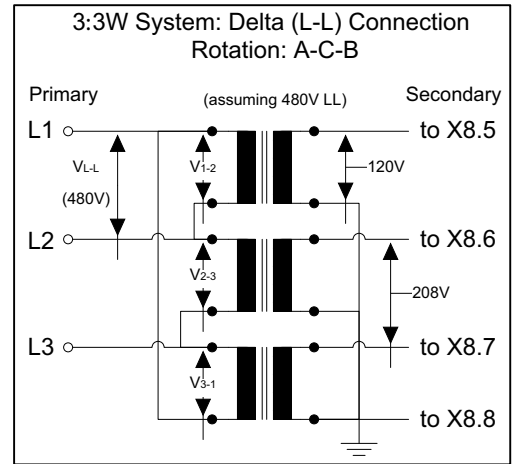 3:3W System: Delta (L-L) Connection
Rotation: A-C-B
Primary (assuming 480V LL) Secondary
L1 to X8.5
VL-L V1-2 120V
(480V)
L2 to X8.6
V2-3
208V
L3 to X8.7
V3-1
to X8.8